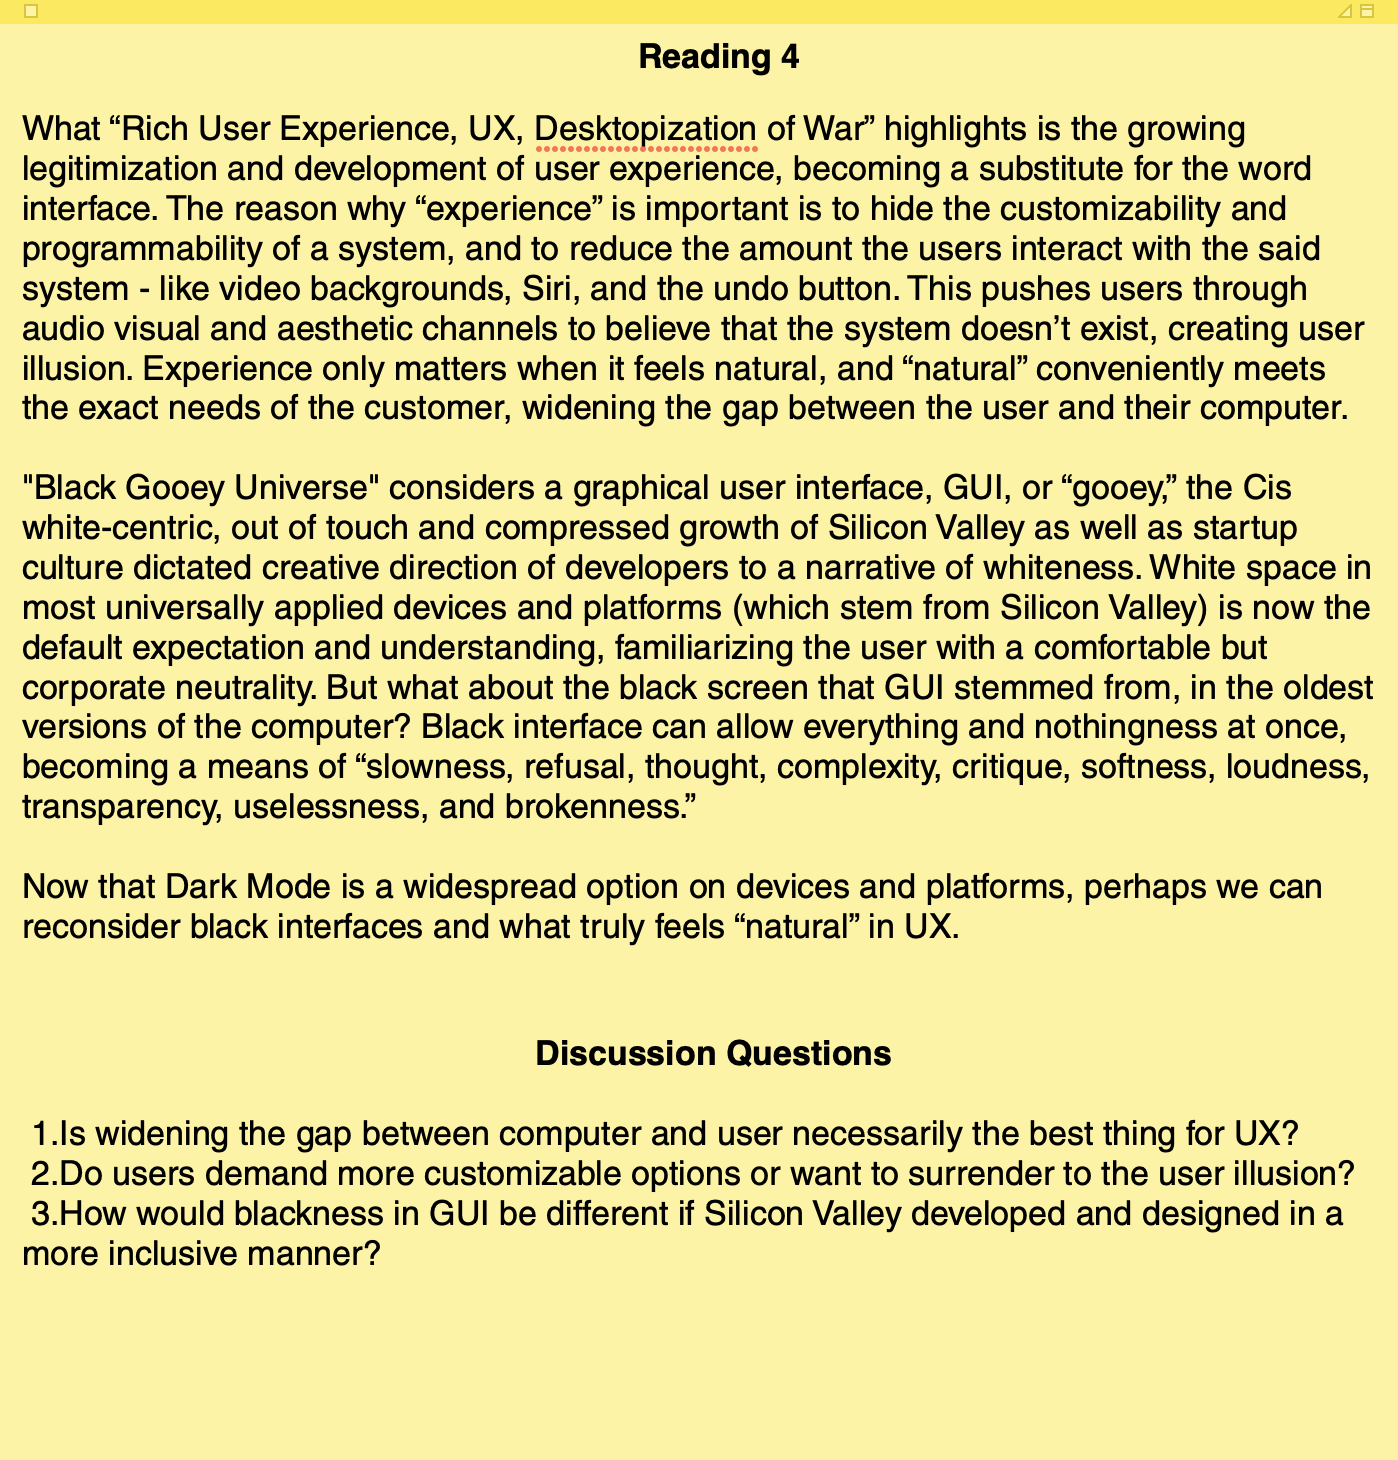 Reading 4
What “Rich User Experience, UX, Desktopization of War” highlights is the growing
legitimization and development of user experience, becoming a substitute for the word
interface. The reason why “experience” is important is to hide the customizability and
programmability of a system, and to reduce the amount the users interact with the said
system - like video backgrounds, Siri, and the undo button. This pushes users through
audio visual and aesthetic channels to believe that the system doesn’t exist, creating user
illusion. Experience only matters when it feels natural, and “natural” conveniently meets
the exact needs of the customer, widening the gap between the user and their computer.
"Black Gooey Universe" considers a graphical user interface, GUI, or “gooey,” the Cis
white-centric, out of touch and compressed growth of Silicon Valley as well as startup
culture dictated creative direction of developers to a narrative of whiteness. White space in
most universally applied devices and platforms (which stem from Silicon Valley) is now the
default expectation and understanding, familiarizing the user with a comfortable but
corporate neutrality. But what about the black screen that GUI stemmed from, in the oldest
versions of the computer? Black interface can allow everything and nothingness at once,
becoming a means of “slowness, refusal, thought, complexity, critique, softness, loudness,
transparency, uselessness, and brokenness.”
Now that Dark Mode is a widespread option on devices and platforms, perhaps we can
reconsider black interfaces and what truly feels “natural” in UX.
Discussion Questions
1.Is widening the gap between computer and user necessarily the best thing for UX?
2.Do users demand more customizable options or want to surrender to the user illusion?
3.How would blackness in GUI be different if Silicon Valley developed and designed in a
more inclusive manner?